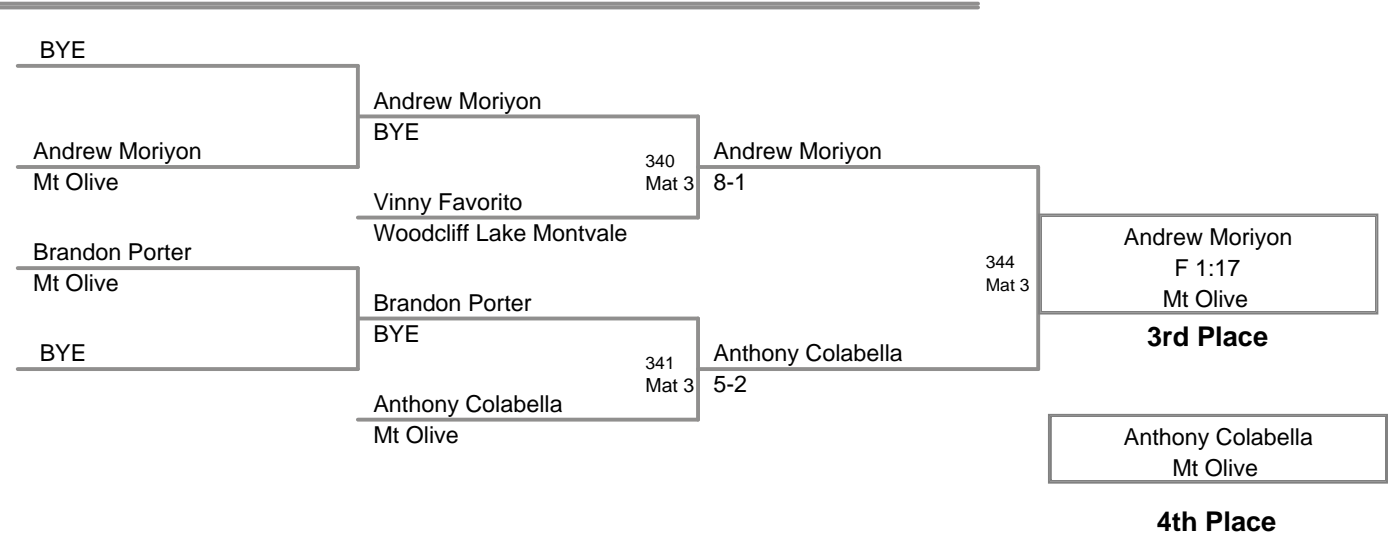 BYE
Andrew Moriyon
Mt Olive
Brandon Porter
Mt Olive
BYE
Andrew Moriyon
BYE
340
Mat 3
Vinny Favorito
Woodcliff Lake Montvale
Brandon Porter
BYE
341
Mat 3
Anthony Colabella
Mt Olive
Andrew Moriyon
8-1
344
Mat 3
Anthony Colabella
5-2
Andrew Moriyon
F 1:17
Mt Olive
3rd Place
Anthony Colabella
Mt Olive
4th Place